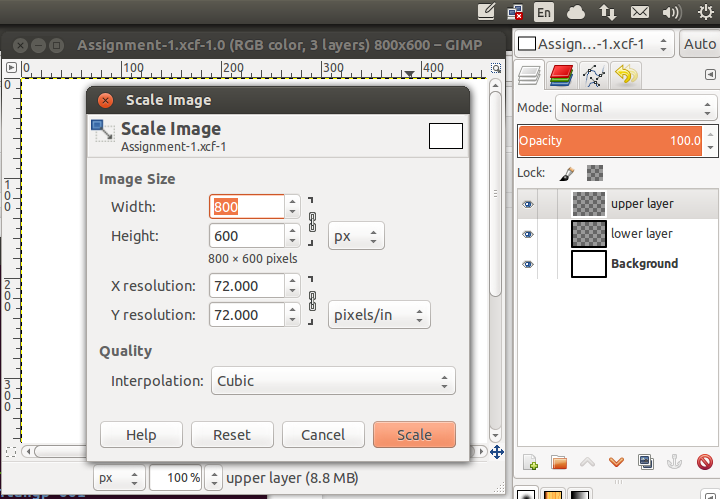 En
Assignment-1.xcf-1.0 (RGB color, 3 layers) 800x600 – GIMP
0 100 200 300 400
0
100
200
300
Scale Image
Scale Image
Assignment-1.xcf-1
Image Size
Width: 800
Height: 600 px
800 × 600 pixels
X resolution: 72.000
Y resolution: 72.000 pixels/in
Quality
Interpolation: Cubic
Help Reset Cancel Scale
px 100 % upper layer (8.8 MB)
Assign...-1.xcf-1 Auto
Mode: Normal
Opacity 100.0
Lock:
upper layer
lower layer
Background